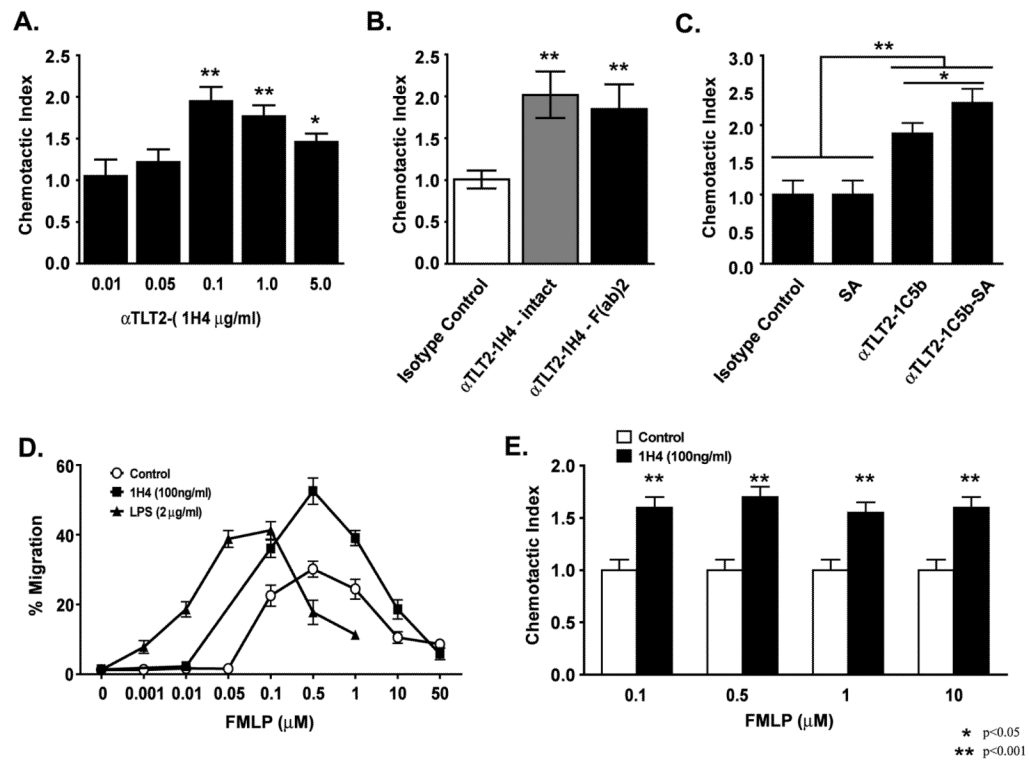 A.
Chemotactic Index
2.5
2.0
1.5
1.0
0.5
0.0
** ** *
0.01 0.05 0.1 1.0 5.0
αTLT2-( 1H4 μg/ml)
B.
Chemotactic Index
2.5
2.0
1.5
1.0
0.5
0.0
** **
Isotype Control
αTLT2-1H4 - intact
αTLT2-1H4 - F(ab)2
C.
Chemotactic Index
3.0
2.5
2.0
1.5
1.0
0.5
0.0
**
*
Isotype Control
SA
αTLT2-1C5b
αTLT2-1C5b-SA
D.
% Migration
60
40
20
0
Control
1H4 (100ng/ml)
LPS (2μg/ml)
0 0.001 0.01 0.05 0.1 0.5 1 10 50
FMLP (μM)
E.
Control
1H4 (100ng/ml)
Chemotactic Index
2.0
1.5
1.0
0.5
0.0
** ** ** **
0.1 0.5 1 10
FMLP (μM)
* p<0.05
** p<0.001